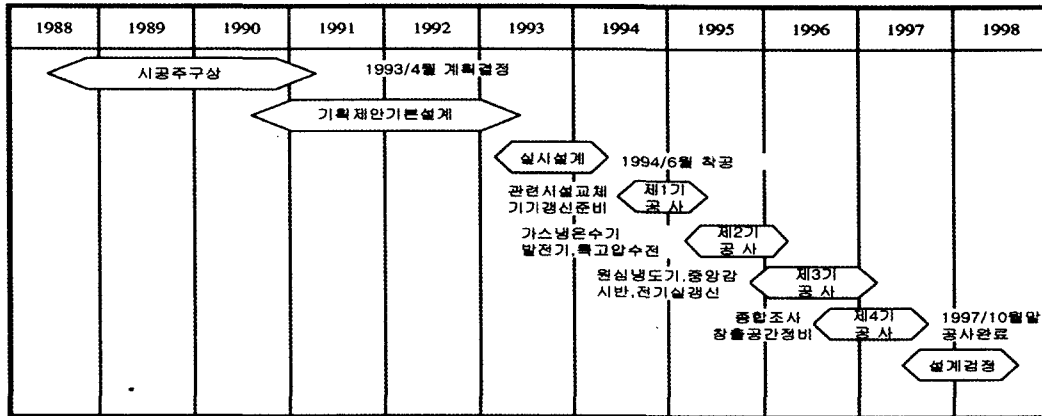 1988 1989 1990 1991 1992 1993 1994 1995 1996 1997 1998
시공주구상
1993/4월 계획결정
기획제안기본설계
실시설계
1994/6월 착공
관련시설교체
기기갱신준비
제1기
공 사
가스냉온수기
발전기,특고압수전
제2기
공 사
원심냉도기,중앙감
시반,전기실갱신
제3기
공 사
종합조사
창출공간정비
제4기
공 사
1997/10월말
공사완료
설계검정